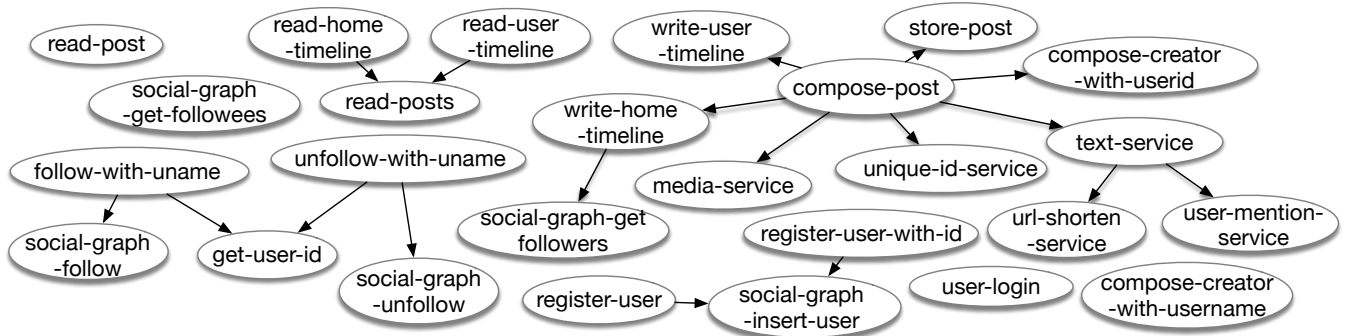 read-post
read-home
-timeline
read-user
-timeline
write-user
-timeline
store-post
compose-creator
-with-userid
social-graph
-get-followees
read-posts
compose-post
write-home
-timeline
text-service
follow-with-uname
unfollow-with-uname
media-service
unique-id-service
social-graph
-follow
get-user-id
social-graph
-unfollow
social-graph-get
followers
register-user-with-id
url-shorten
-service
user-mention-
service
register-user
social-graph
-insert-user
user-login
compose-creator
-with-username